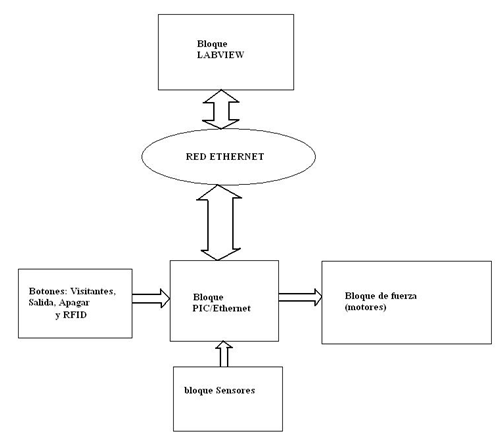 Bloque
LABVIEW
RED ETHERNET
Botones: Visitantes,
Salida, Apagar
y RFID
Bloque
PIC/Ethernet
Bloque de fuerza
(motores)
bloque Sensores